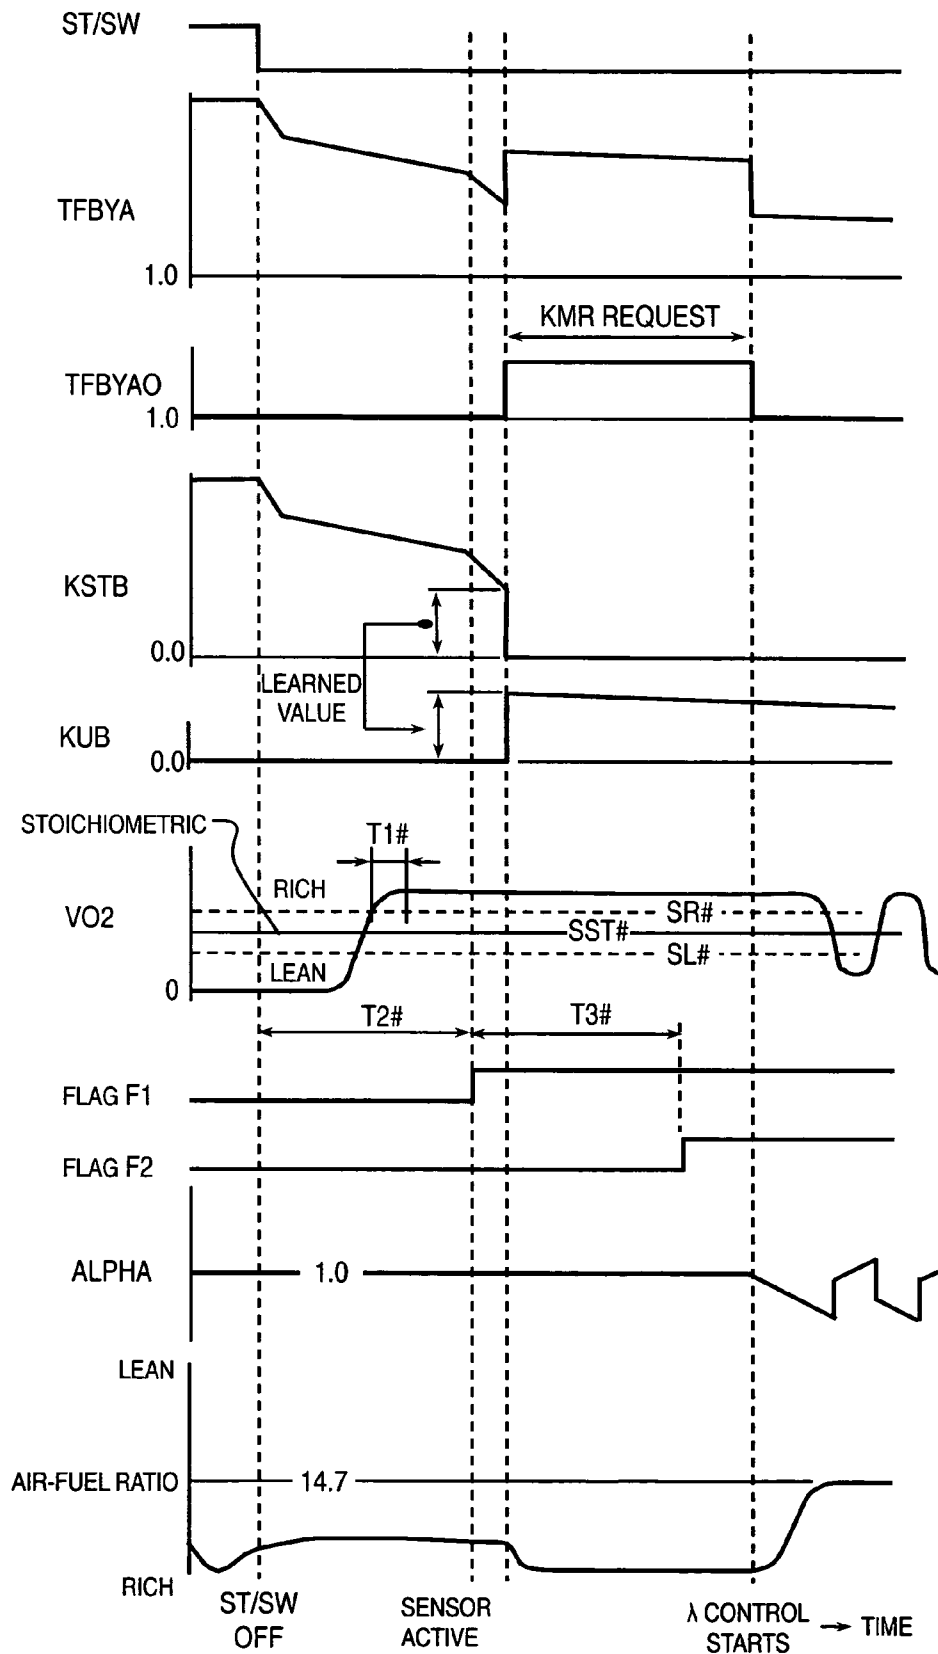 ST/SW
TFBYA
1.0
KMR REQUEST
TFBYAO
1.0
KSTB
0.0
LEARNED
VALUE
KUB
0.0
STOICHIOMETRIC
T1#
RICH
VO2
SR#
SST#
SL#
LEAN
0
T2#
T3#
FLAG F1
FLAG F2
ALPHA
1.0
LEAN
AIR-FUEL RATIO
14.7
RICH
ST/SW
OFF
SENSOR
ACTIVE
λ CONTROL
STARTS
TIME